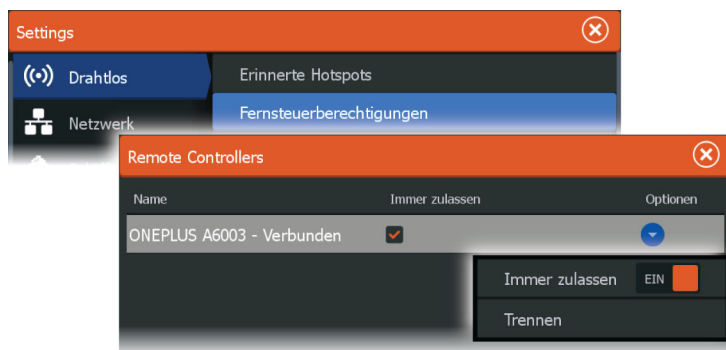 Settings
Drahtlos
Erinnerte Hotspots
Netzwerk
Fernsteuerberechtigungen
Remote Controllers
Name Immer zulassen Optionen
ONEPLUS A6003 - Verbunden
Immer zulassen EIN
Trennen